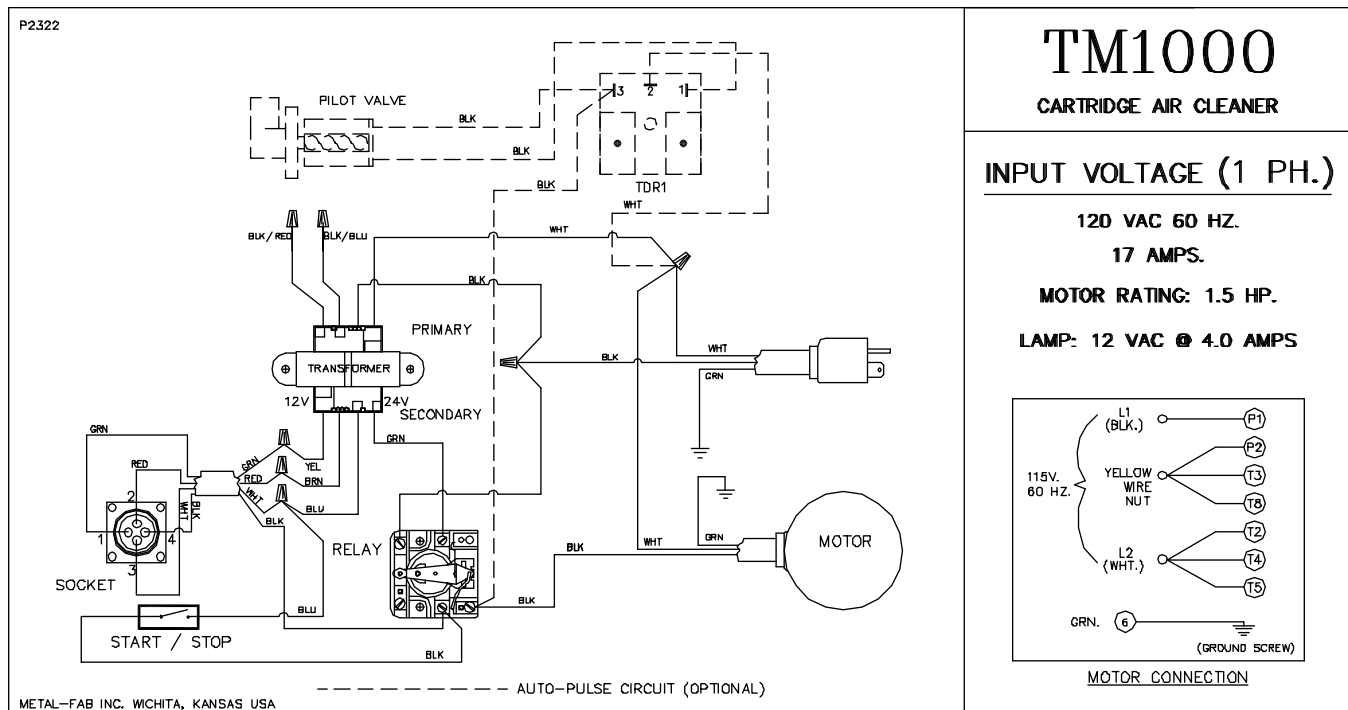 P2322
PILOT VALVE
BLK
BLK
3 2 1
TDR1
BLK
WHT
BLK/RED
BLK/BLU
WHT
BLK
PRIMARY
TRANSFORMER
12V
24V
SECONDARY
BLK
WHT
GRN
GRN
GRN
RED
GRN
YEL
RED
BRN
WHT
BLU
BLK
WHT
BLK
1
2
3
4
SOCKET
RELAY
BLK
WHT
GRN
MOTOR
BLK
BLU
BLK
START / STOP
AUTO-PULSE CIRCUIT (OPTIONAL)
METAL-FAB INC. WICHITA, KANSAS USA
TM1000
CARTRIDGE AIR CLEANER
INPUT VOLTAGE (1 PH.)
120 VAC 60 HZ.
17 AMPS.
MOTOR RATING: 1.5 HP.
LAMP: 12 VAC @ 4.0 AMPS
115V.
60 HZ.
L1
(BLK.)
P1
P2
YELLOW
WIRE
NUT
T3
T8
T2
L2
(WHT.)
T4
T5
GRN.
6
(GROUND SCREW)
MOTOR CONNECTION